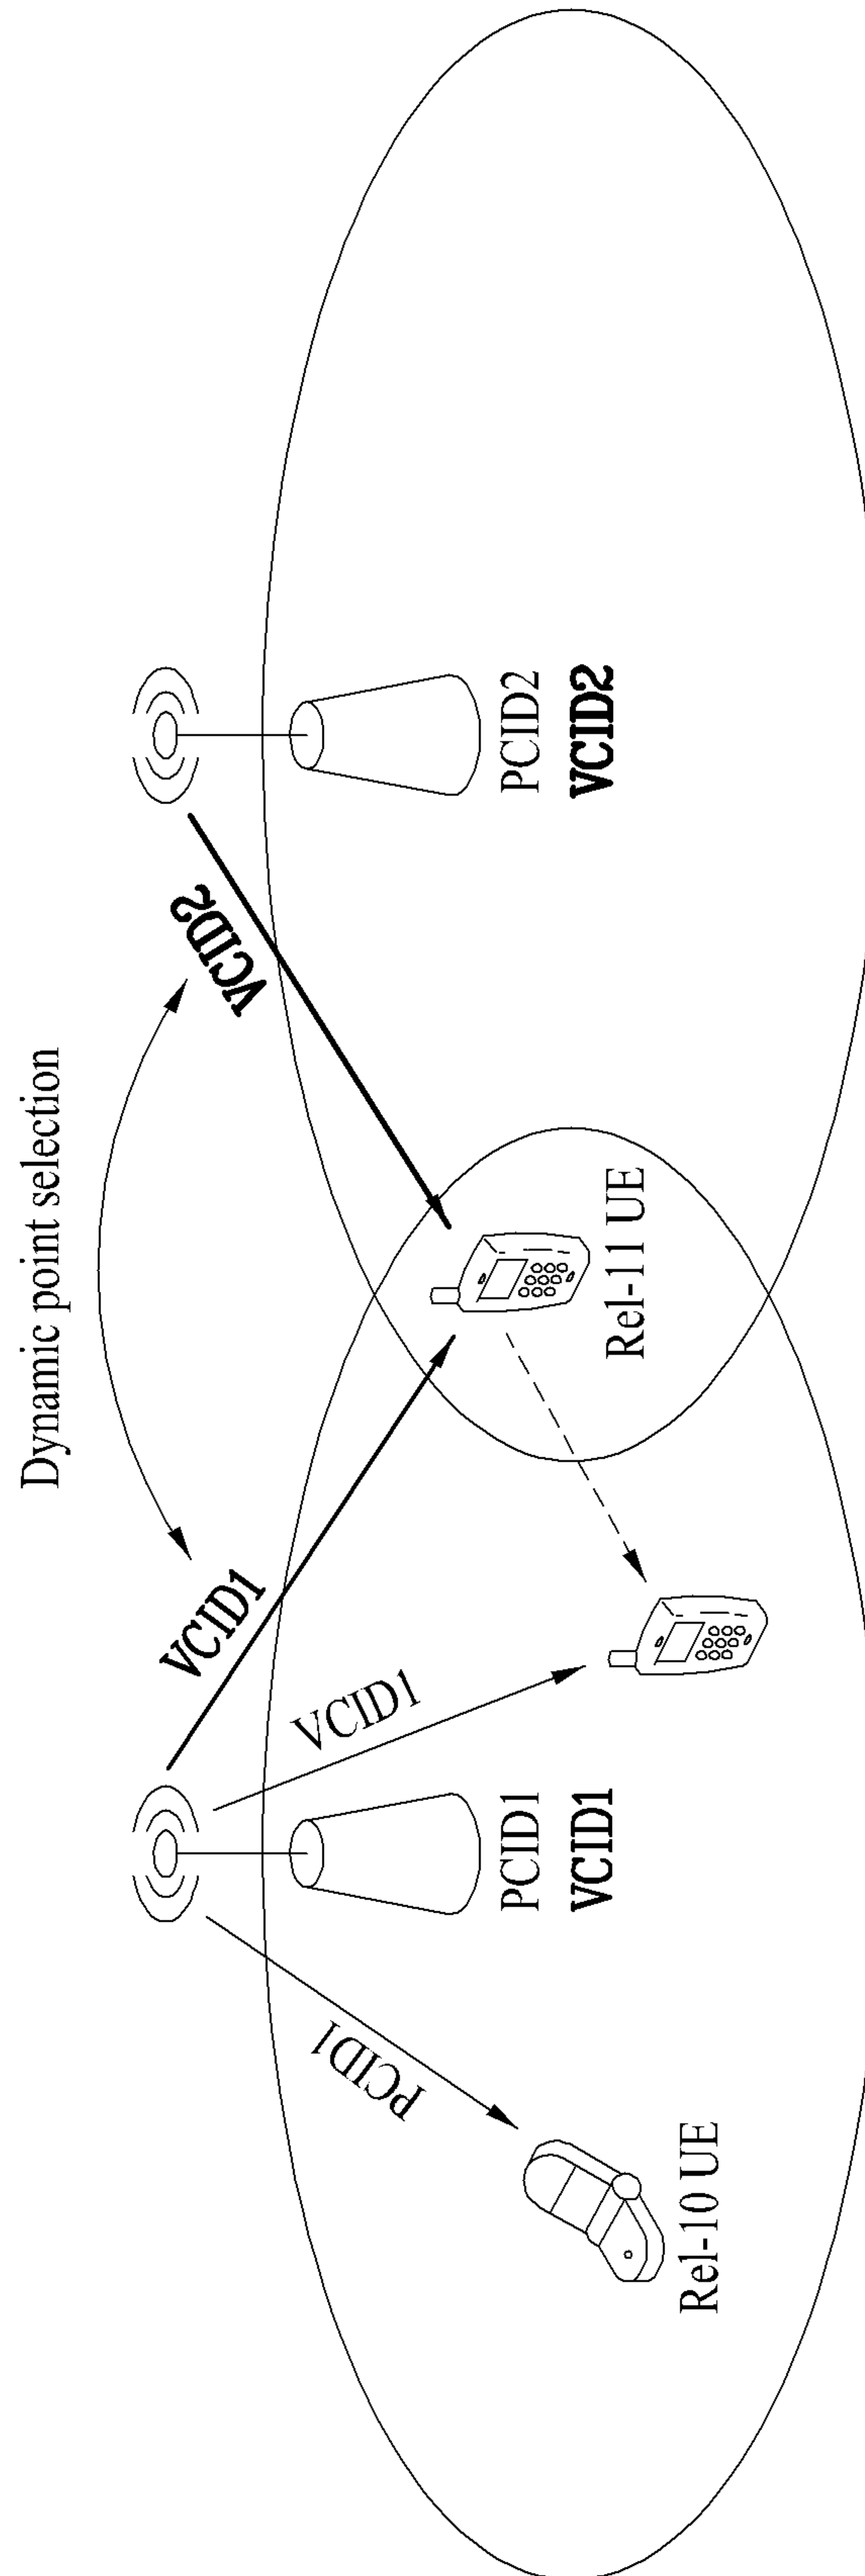 Dynamic point selection
VCID1
VCID2
VCID1
PCID1
PCID1
VCID1
PCID2
VCID2
Rel-11 UE
Rel-10 UE